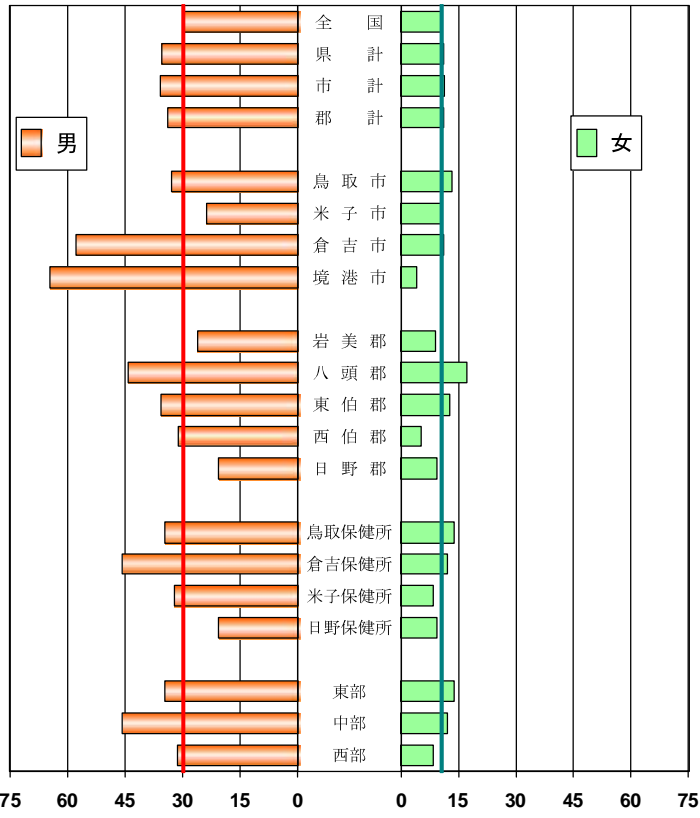 全国
県計
市計
郡計
男
女
鳥取市
米子市
倉吉市
境港市
岩美郡
八頭郡
東伯郡
西伯郡
日野郡
鳥取保健所
倉吉保健所
米子保健所
日野保健所
東部
中部
西部
75 60 45 30 15 0 0 15 30 45 60 75